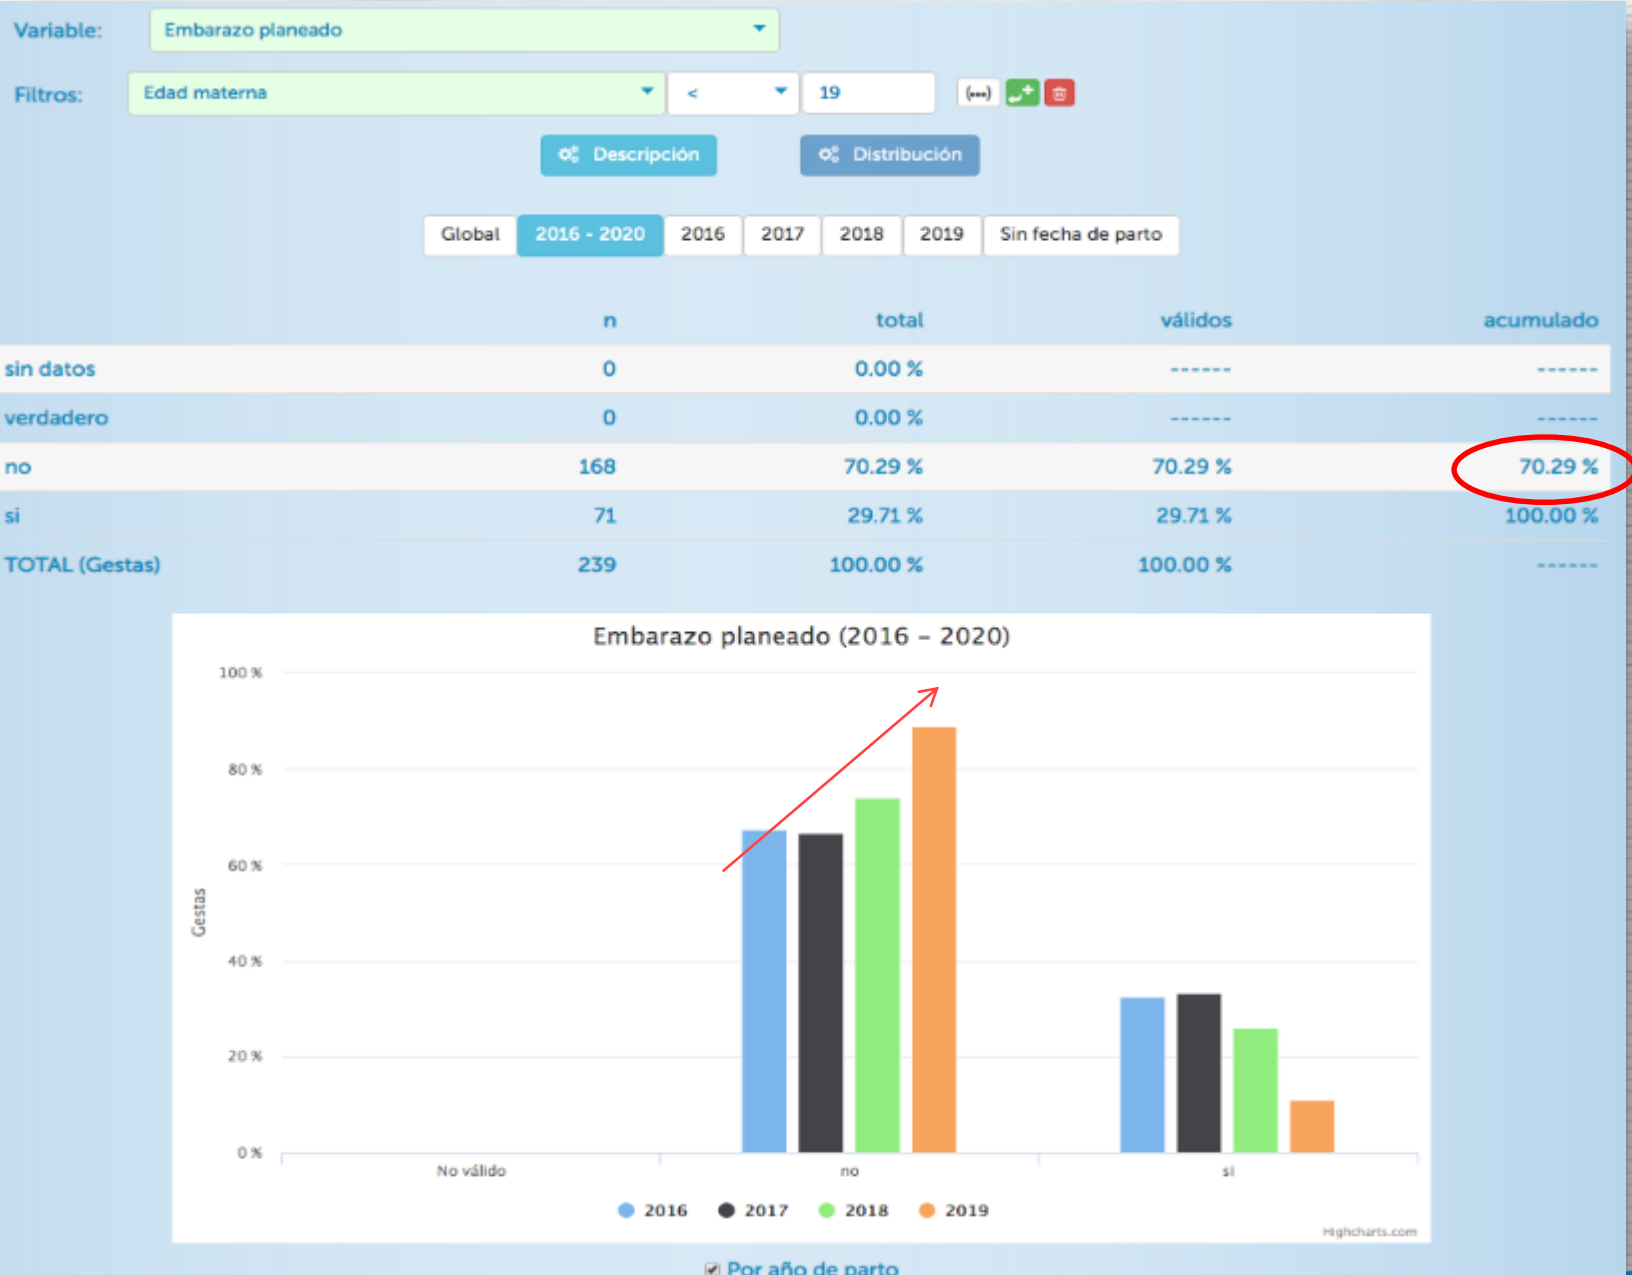 Variable: Embarazo planeado
Filtros: Edad materna < 19 (...)
Descripción Distribución
Global 2016 - 2020 2016 2017 2018 2019 Sin fecha de parto
n total válidos acumulado
sin datos 0 0.00 % ------ ------
verdadero 0 0.00 % ------ ------
no 168 70.29 % 70.29 % 70.29 %
si 71 29.71 % 29.71 % 100.00 %
TOTAL (Gestas) 239 100.00 % 100.00 % ------
Embarazo planeado (2016 – 2020)
100 %
80 %
60 %
Gestas
40 %
20 %
0 %
No válido no si
2016 2017 2018 2019
Highcharts.com
Por año de parto